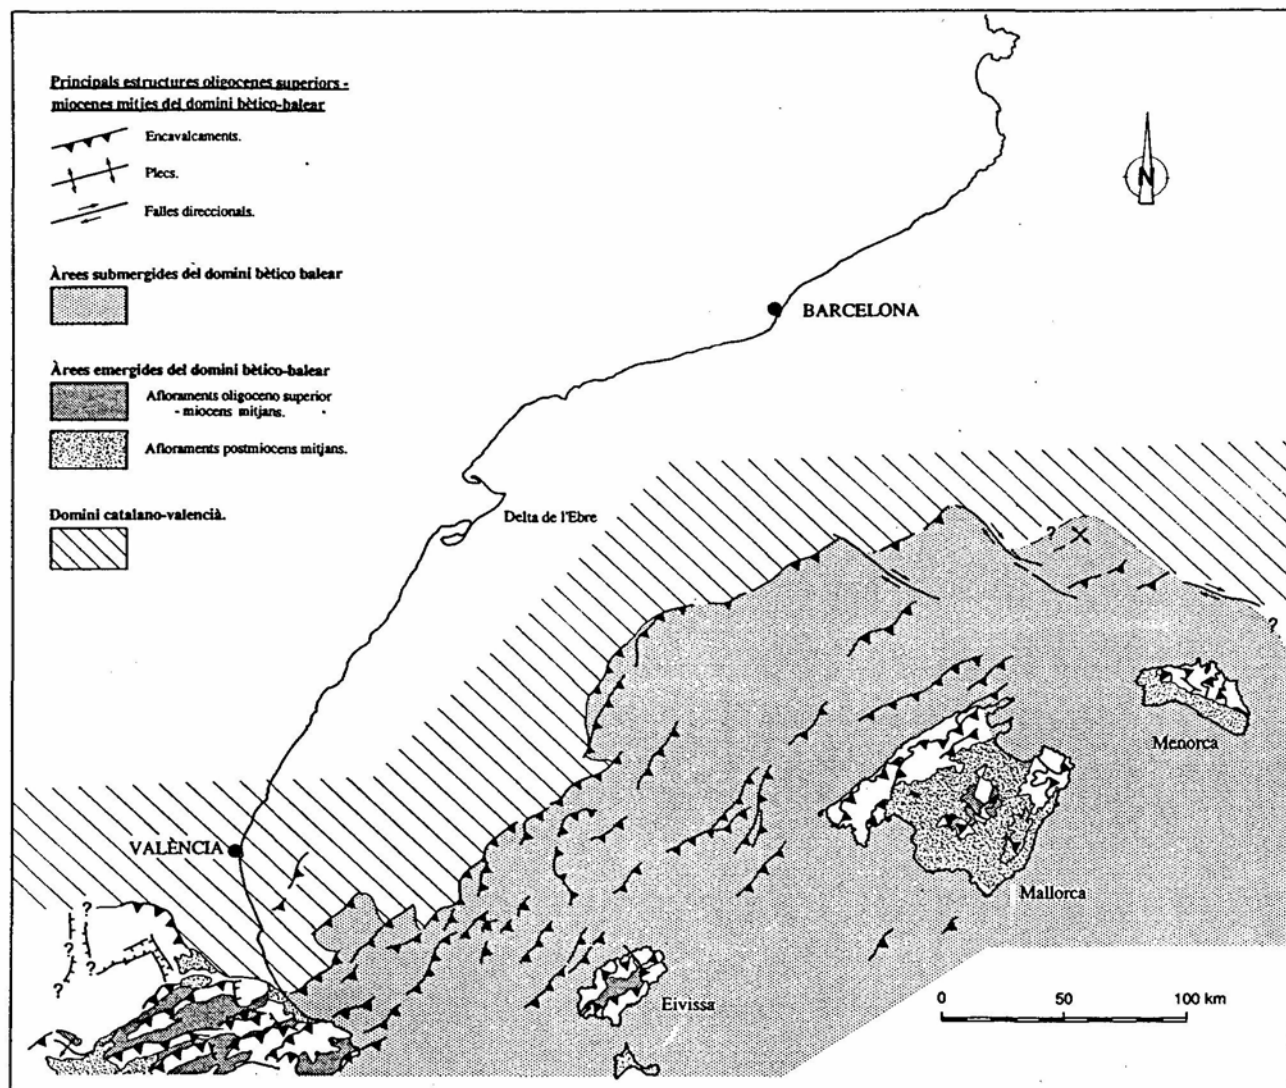 Principals estructures oligocenes superiors -
miocenes mitjes del domini bètico-balear
Encavalcaments.
Plecs.
Falles direccionals.
Àrees submergides del domini bètico balear
Àrees emergides del domini bètico-balear
Afloraments oligoceno superior
- miocens mitjans.
Afloraments postmiocens mitjans.
Domini catalano-valencià.
N
BARCELONA
Delta de l'Ebre
?
?
Menorca
VALÈNCIA
Mallorca
?
?
?
?
Eivissa
0 50 100 km